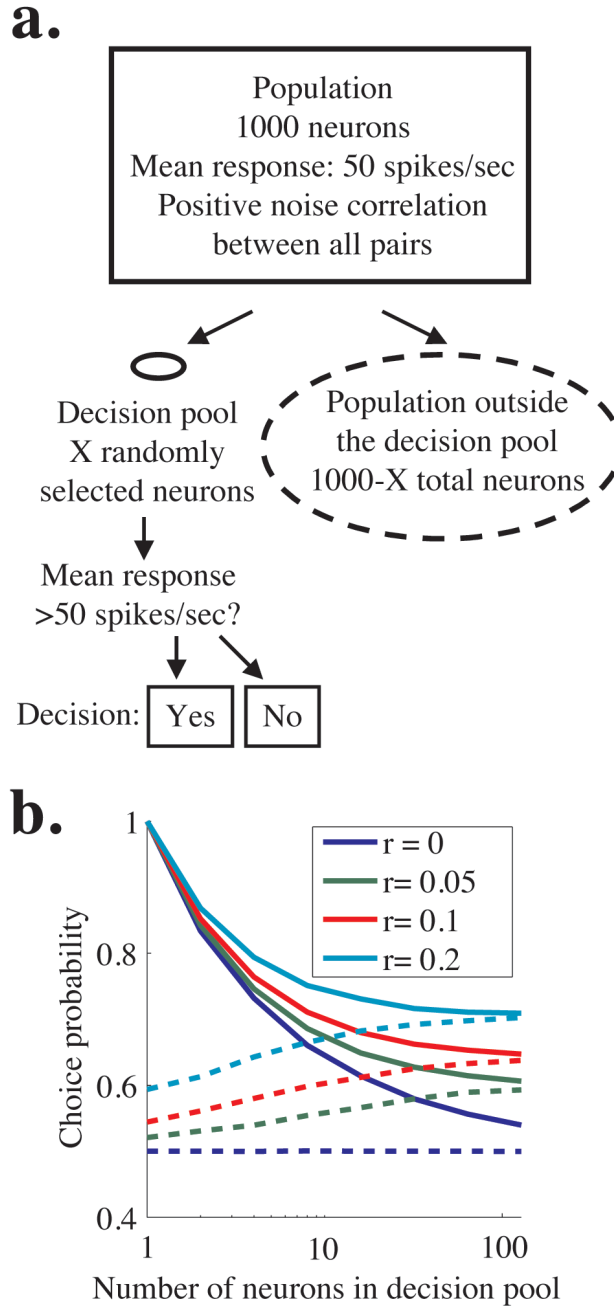 a.
Population
1000 neurons
Mean response: 50 spikes/sec
Positive noise correlation
between all pairs
Decision pool
X randomly
selected neurons
Population outside
the decision pool
1000-X total neurons
Mean response
>50 spikes/sec?
Decision: Yes No
b.
1
0.8
0.6
0.4
Choice probability
r = 0
r= 0.05
r= 0.1
r= 0.2
1 10 100
Number of neurons in decision pool